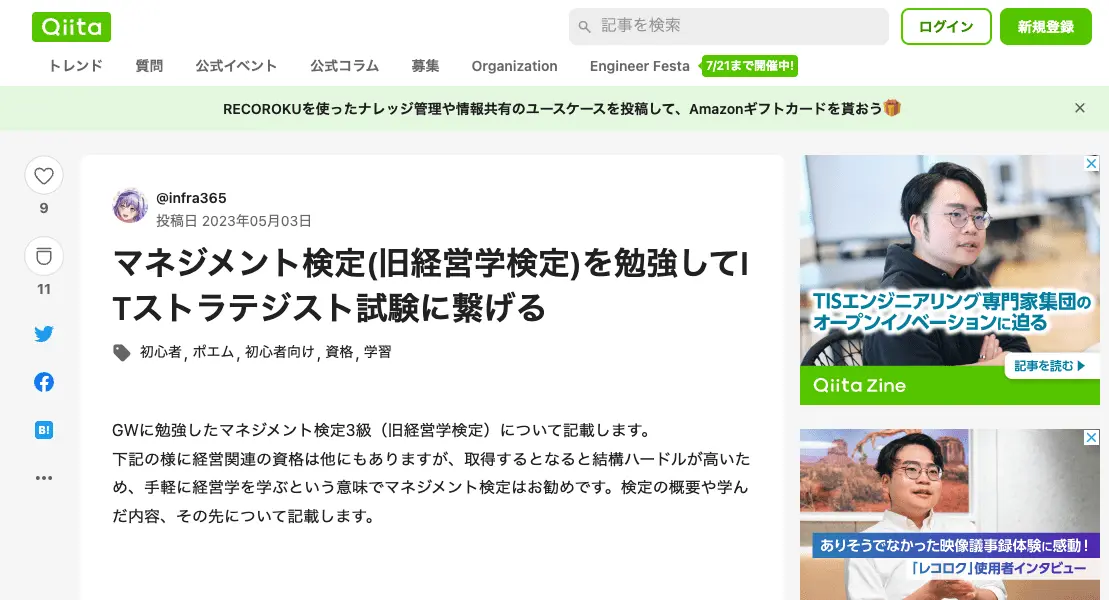 Qiita
記事を検索
ログイン
新規登録
トレンド
質問
公式イベント
公式コラム
募集
Organization
Engineer Festa
7/21まで開催中!
RECOROKUを使ったナレッジ管理や情報共有のユースケースを投稿して、Amazonギフトカードを貰おう🎁
9
11
B!
@infra365
投稿日 2023年05月03日
マネジメント検定(旧経営学検定)を勉強してI
Tストラテジスト試験に繋げる
初心者, ポエム, 初心者向け, 資格, 学習
GWに勉強したマネジメント検定3級（旧経営学検定）について記載します。
下記の様に経営関連の資格は他にもありますが、取得するとなると結構ハードルが高いた
め、手軽に経営学を学ぶという意味でマネジメント検定はお勧めです。検定の概要や学ん
だ内容、その先について記載します。
TISエンジニアリング専門家集団の
オープンイノベーションに迫る
記事を読む
Qiita Zine
ありそうでなかった映像議事録体験に感動！
「レコロク」使用者インタビュー